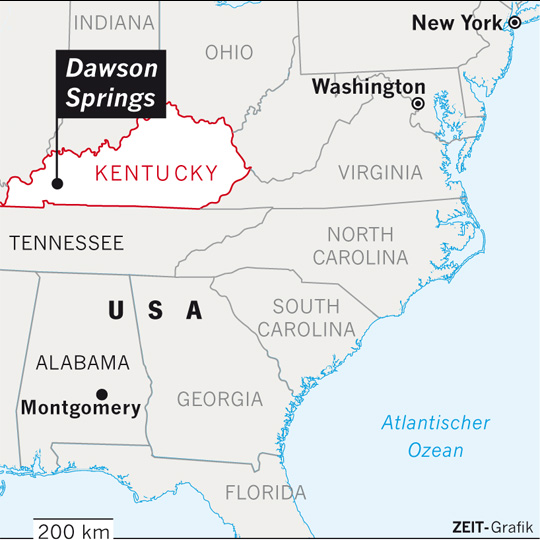 INDIANA
OHIO
New York
Dawson
Springs
Washington
KENTUCKY
VIRGINIA
TENNESSEE
NORTH
CAROLINA
USA
SOUTH
CAROLINA
ALABAMA
Montgomery
GEORGIA
Atlantischer
Ozean
FLORIDA
200 km
ZEIT-Grafik